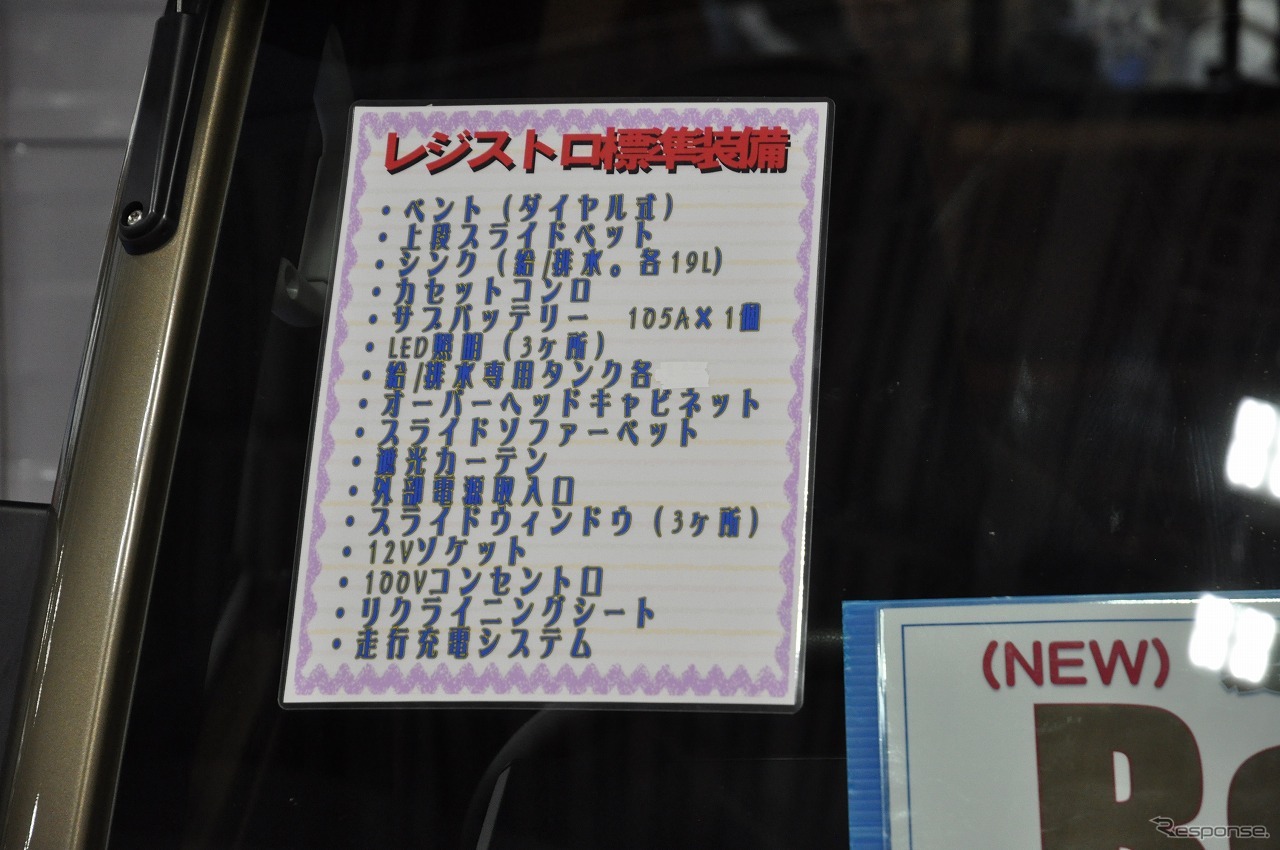 レジストロ標準装備
・ベント（ダイヤル式）
・上段スライドベット
・シンク（給/排水。各19L）
・カセットコンロ
・サブバッテリー　105A×1個
・LED照明（3ヶ所）
・給/排水専用タンク各
・オーバーヘッドキャビネット
・スライドソファーベット
・遮光カーテン
・外部電源取入口
・スライドウィンドウ（3ヶ所）
・12Vソケット
・100Vコンセント口
・リクライニングシート
・走行充電システム
(NEW)
Re
Response.